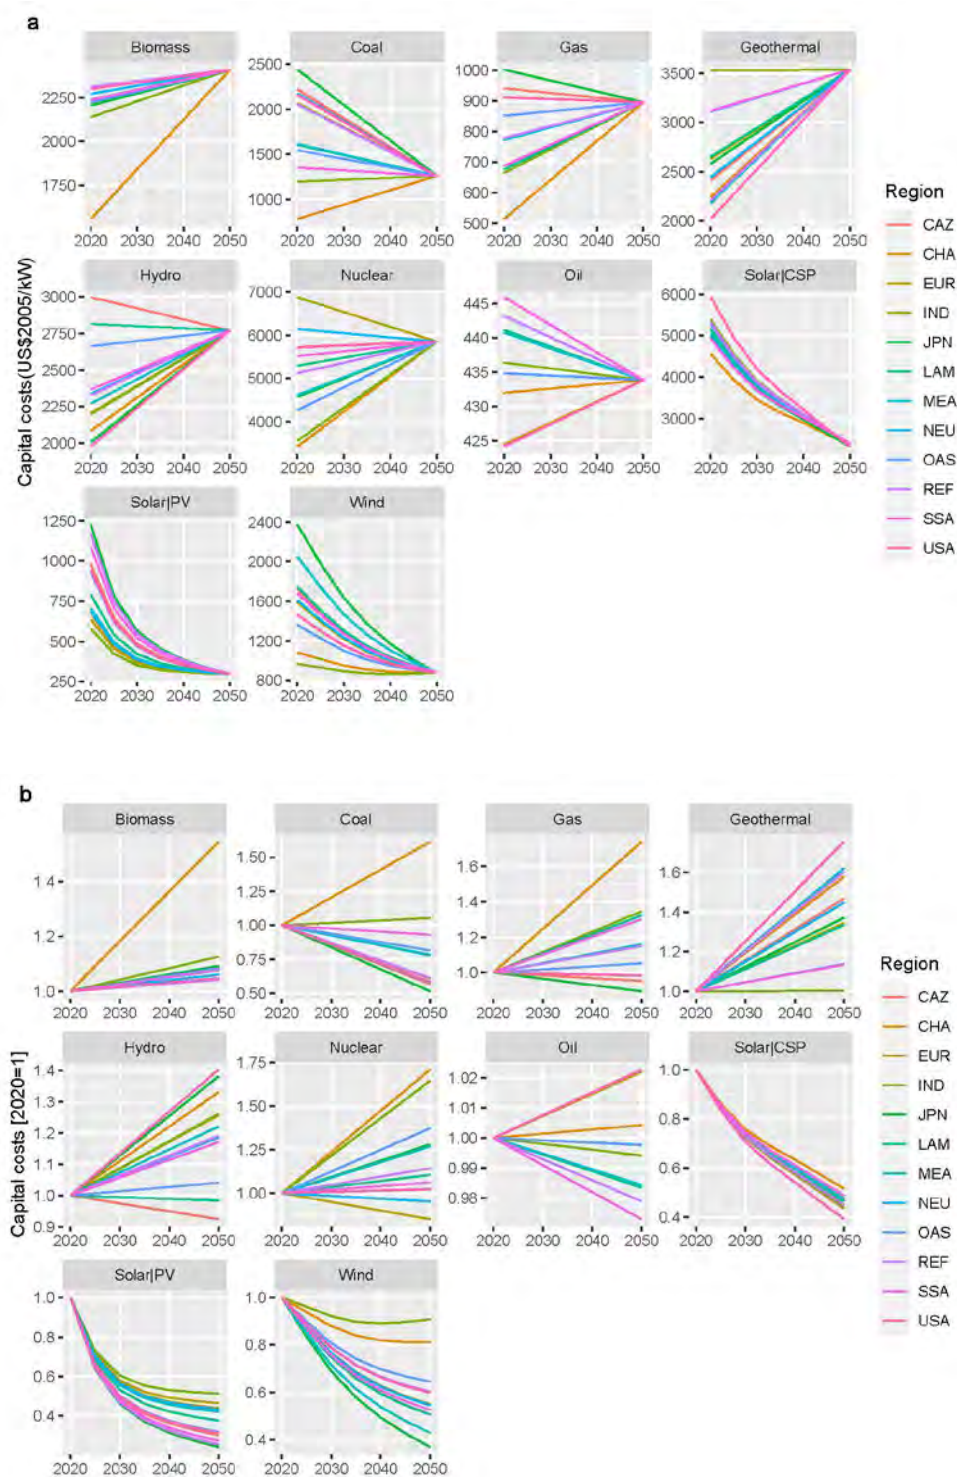 a
Biomass Coal Gas Geothermal
2250
2000
1750
2500
2000
1500
1000
1000
900
800
700
600
500
3500
3000
2500
2000
2020 2030 2040 2050 2020 2030 2040 2050 2020 2030 2040 2050 2020 2030 2040 2050
Capital costs(US$2005/kW)
Hydro Nuclear Oil Solar|CSP
3000
2750
2500
2250
2000
7000
6000
5000
4000
445
440
435
430
425
6000
5000
4000
3000
2020 2030 2040 2050 2020 2030 2040 2050 2020 2030 2040 2050 2020 2030 2040 2050
Solar|PV Wind
1250
1000
750
500
250
2400
2000
1600
1200
800
2020 2030 2040 2050 2020 2030 2040 2050
Region
CAZ
CHA
EUR
IND
JPN
LAM
MEA
NEU
OAS
REF
SSA
USA
b
Biomass Coal Gas Geothermal
1.4
1.2
1.0
1.50
1.25
1.00
0.75
0.50
1.6
1.4
1.2
1.0
1.6
1.4
1.2
1.0
2020 2030 2040 2050 2020 2030 2040 2050 2020 2030 2040 2050 2020 2030 2040 2050
Capital costs [2020=1]
Hydro Nuclear Oil Solar|CSP
1.4
1.3
1.2
1.1
1.0
0.9
1.75
1.50
1.25
1.00
1.02
1.01
1.00
0.99
0.98
1.0
0.8
0.6
0.4
2020 2030 2040 2050 2020 2030 2040 2050 2020 2030 2040 2050 2020 2030 2040 2050
Solar|PV Wind
1.0
0.8
0.6
0.4
1.0
0.8
0.6
0.4
2020 2030 2040 2050 2020 2030 2040 2050
Region
CAZ
CHA
EUR
IND
JPN
LAM
MEA
NEU
OAS
REF
SSA
USA